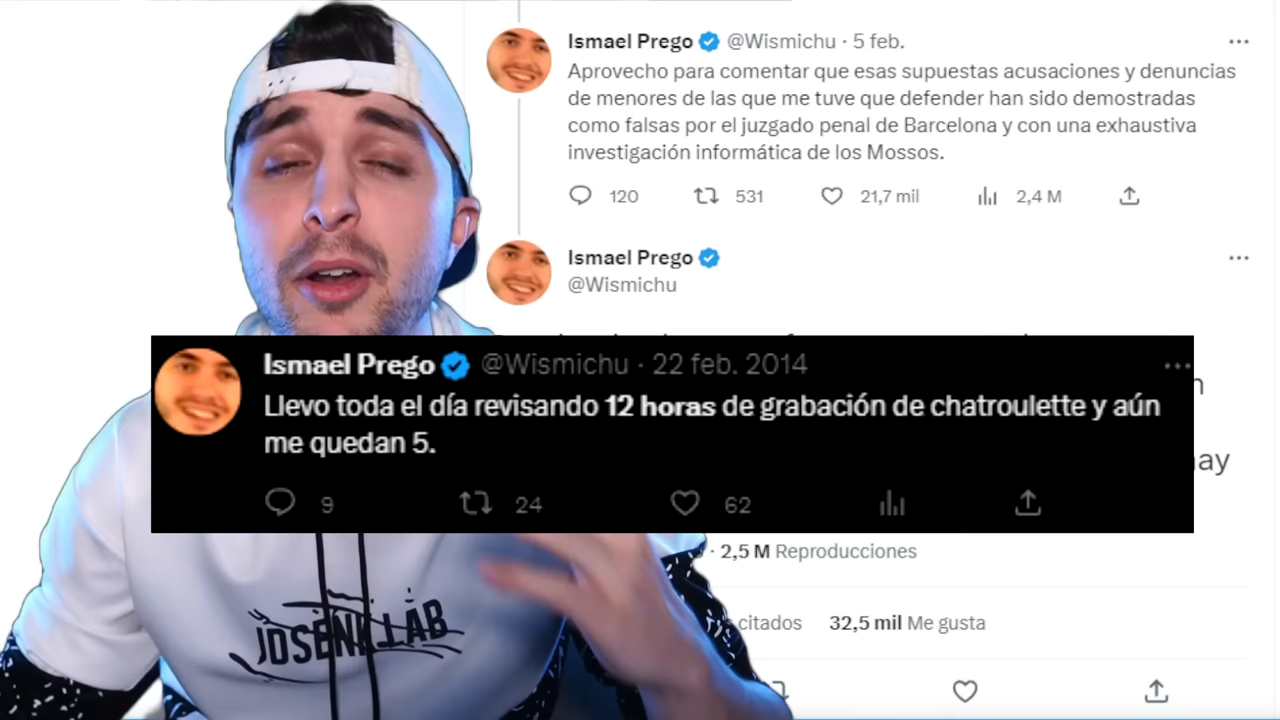 Ismael Prego @Wismichu · 5 feb.
Aprovecho para comentar que esas supuestas acusaciones y denuncias
de menores de las que me tuve que defender han sido demostradas
como falsas por el juzgado penal de Barcelona y con una exhaustiva
investigación informática de los Mossos.
120 531 21,7 mil 2,4 M
Ismael Prego
@Wismichu
Ismael Prego @Wismichu · 22 feb. 2014
Llevo toda el día revisando 12 horas de grabación de chatroulette y aún
me quedan 5.
9 24 62
· 2,5 M Reproducciones
citados 32,5 mil Me gusta